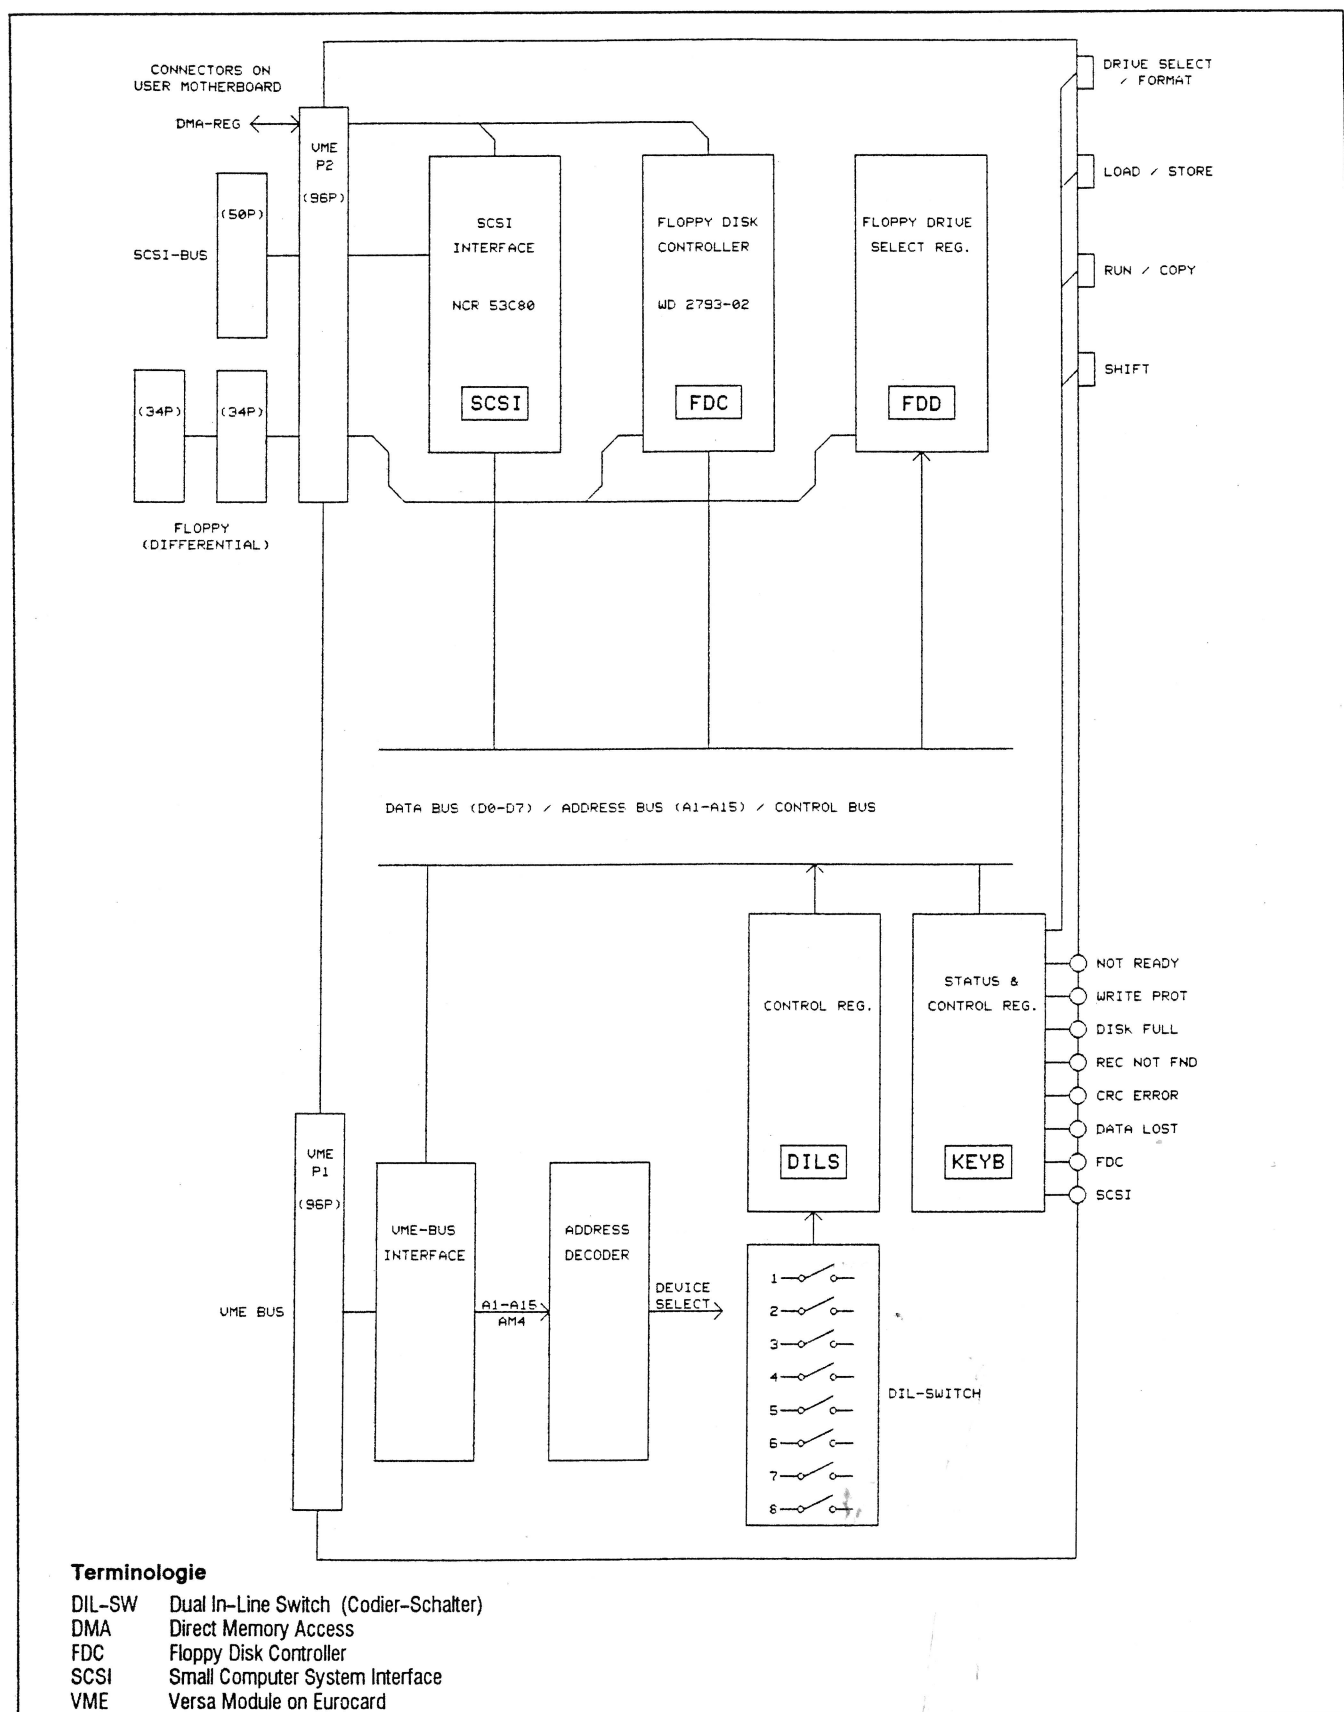 CONNECTORS ON
USER MOTHERBOARD
DMA-REG
VME
P2
(96P)
(50P)
SCSI-BUS
(34P)
(34P)
FLOPPY
(DIFFERENTIAL)
SCSI
INTERFACE
NCR 53C80
SCSI
FLOPPY DISK
CONTROLLER
WD 2793-02
FDC
FLOPPY DRIVE
SELECT REG.
FDD
DRIVE SELECT
/ FORMAT
LOAD / STORE
RUN / COPY
SHIFT
DATA BUS (D0-D7) / ADDRESS BUS (A1-A15) / CONTROL BUS
CONTROL REG.
DILS
STATUS &
CONTROL REG.
KEYB
NOT READY
WRITE PROT
DISK FULL
REC NOT FND
CRC ERROR
DATA LOST
FDC
SCSI
VME
P1
(96P)
VME BUS
VME-BUS
INTERFACE
A1-A15
AM4
ADDRESS
DECODER
DEVICE
SELECT
1
2
3
4
5
6
7
8
DIL-SWITCH
Terminologie
DIL-SW Dual In-Line Switch (Codier-Schalter)
DMA Direct Memory Access
FDC Floppy Disk Controller
SCSI Small Computer System Interface
VME Versa Module on Eurocard